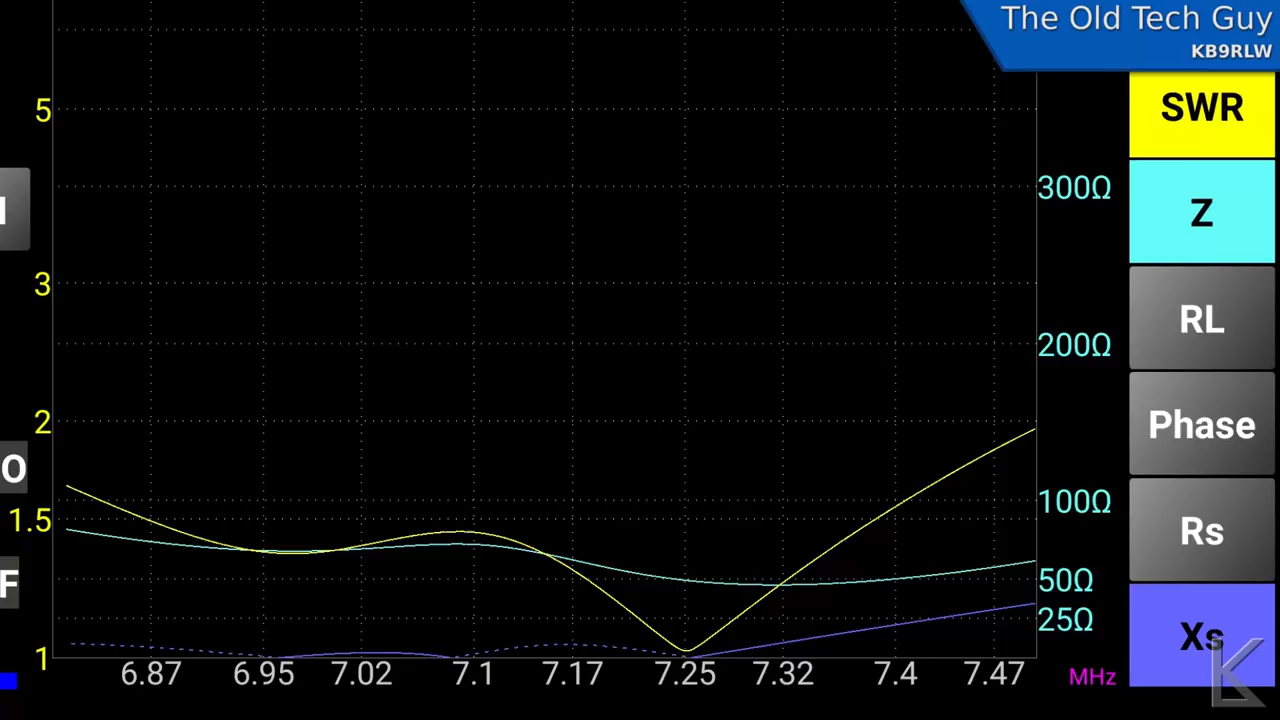 The Old Tech Guy
KB9RLW
5
3
2
1.5
1
300Ω
200Ω
100Ω
50Ω
25Ω
6.87 6.95 7.02 7.1 7.17 7.25 7.32 7.4 7.47 MHz
SWR
Z
RL
Phase
Rs
Xs
K
O
F